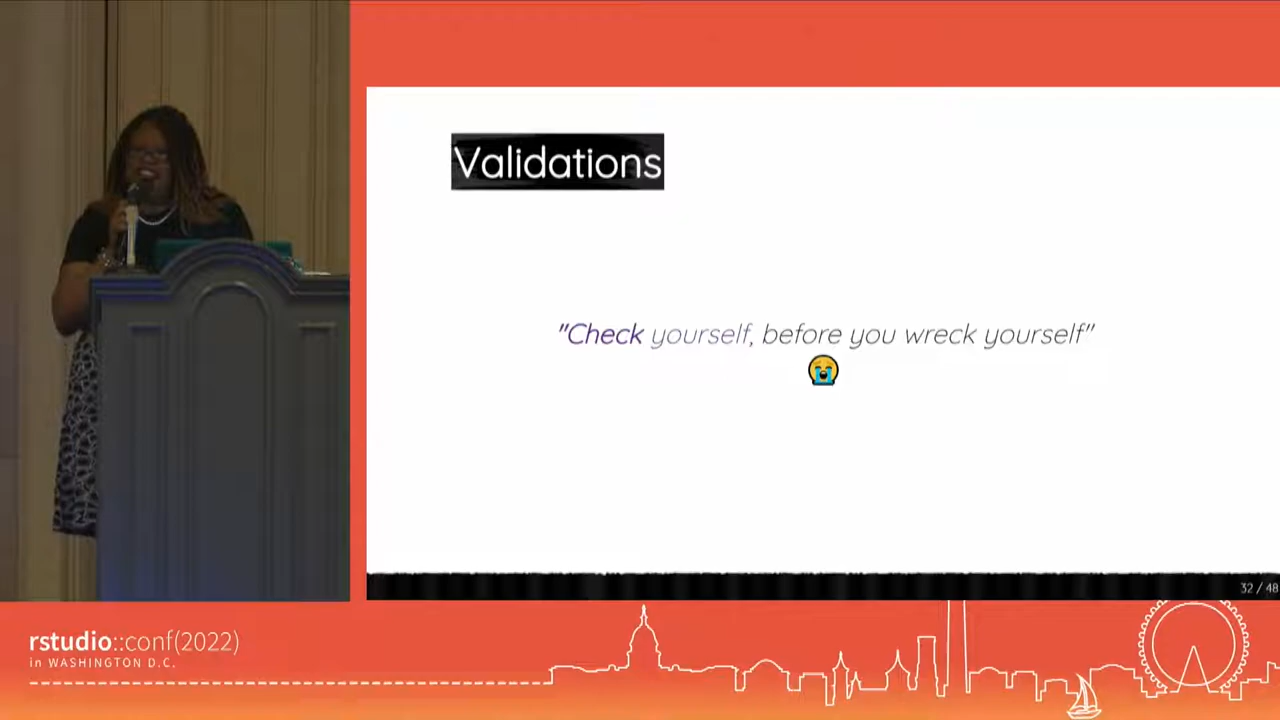 Validations
"Check yourself, before you wreck yourself"
32 / 48
rstudio::conf(2022)
in WASHINGTON D.C.